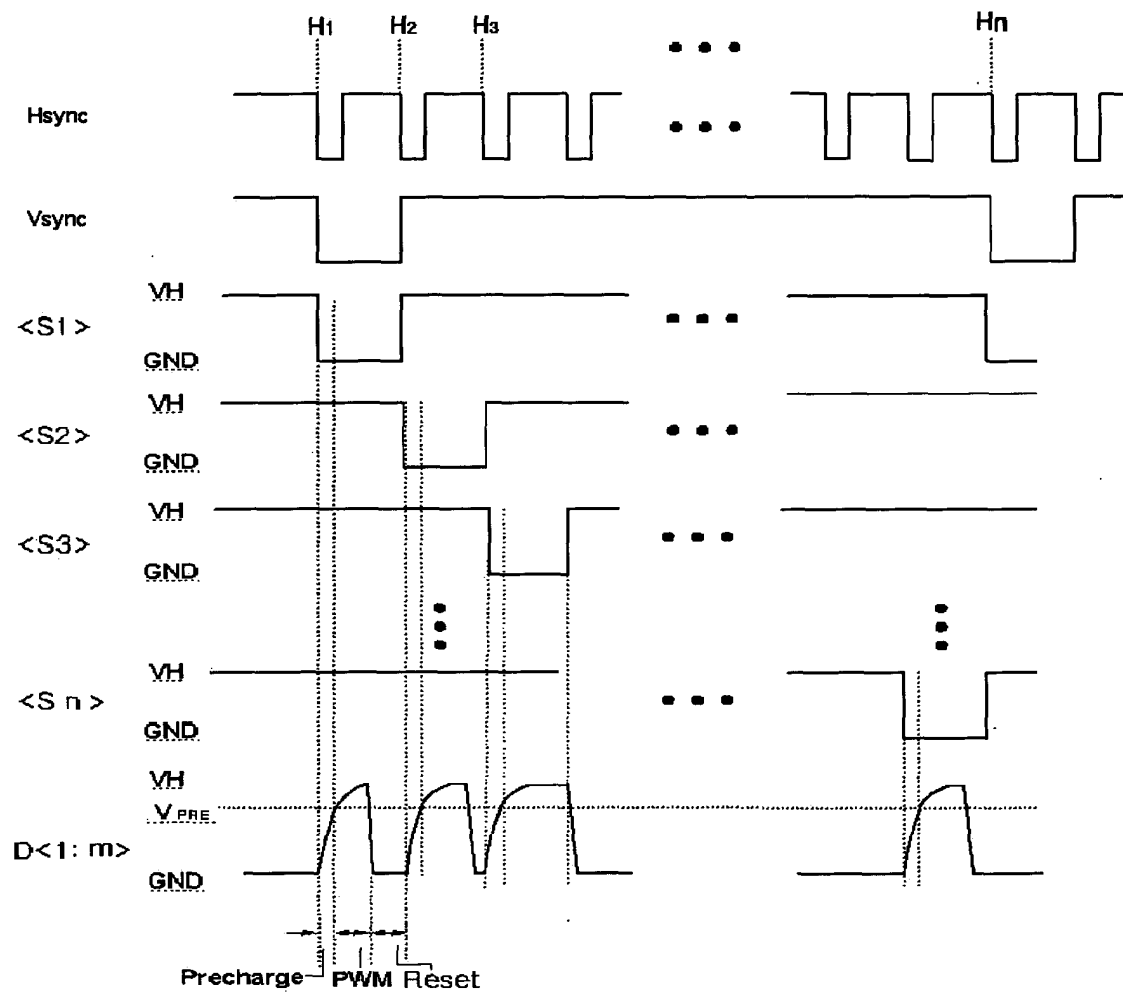 H1 H2 H3 Hn
Hsync
Vsync
VH
<S1>
GND
VH
<S2>
GND
VH
<S3>
GND
VH
<S n>
GND
VH
V PRE
D<1: m>
GND
Precharge PWM Reset